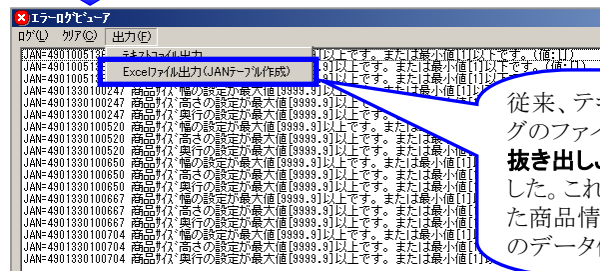 エラーログビューア
ログ(L) クリア(C) 出力(F)
JAN=49010051
テキストファイル出力
]以上です。または最小値[1]以下です。(値:[])
JAN=4901005
Excelファイル出力(JANテーブル作成)
.9]以上です。または最小値[1]以下です。(値:[])
JAN=4901005
JAN=4901330100247 商品サイズ幅の設定が最大値[9999.9]以上です。または最小値[1]
JAN=4901330100247 商品サイズ高さの設定が最大値[9999.9]以上です。または最小値[1]
JAN=4901330100247 商品サイズ奥行の設定が最大値[9999.9]以上です。または最小値
JAN=4901330100520 商品サイズ幅の設定が最大値[9999.9]以上です。または最小
JAN=4901330100520 商品サイズ高さの設定が最大値[9999.9]以上です。または最小
JAN=4901330100520 商品サイズ奥行の設定が最大値[9999.9]以上です。または最小値
JAN=4901330100650 商品サイズ幅の設定が最大値[9999.9]以上です。または最小値[1]
JAN=4901330100650 商品サイズ高さの設定が最大値[9999.9]以上です。または最小値[1]
JAN=4901330100650 商品サイズ奥行の設定が最大値[9999.9]以上です。または最小値[1]
JAN=4901330100667 商品サイズ幅の設定が最大値[9999.9]以上です。または最小値[1]
JAN=4901330100667 商品サイズ高さの設定が最大値[9999.9]以上です。または最小値[1]
JAN=4901330100667 商品サイズ奥行の設定が最大値[9999.9]以上です。または最小値[1]
JAN=4901330100704 商品サイズ幅の設定が最大値[9999.9]以上です。または最小値[1]
JAN=4901330100704 商品サイズ高さの設定が最大値[9999.9]以上です。または最小値[1]
JAN=4901330100704 商品サイズ奥行の設定が最大値[9999.9]以上です。または最小値[1]
従来、テ
グのファイ
抜き出し
した。これ
た商品情
のデータ